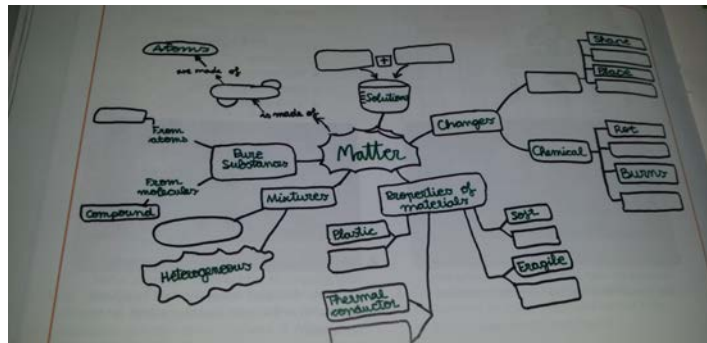 Atoms
are made of
is made of
+
Solution
Shape
Place
Changes
From
atoms
Pure
Substances
Matter
Chemical
Rot
Burns
From
molecules
Compound
Mixtures
Properties of
materials
Plastic
Soft
Fragile
Heterogeneous
Thermal
conductor